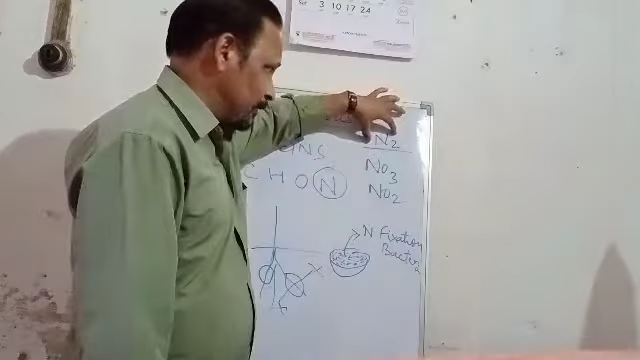 3 10 17 24
N2
NO3
NO2
C H O N
N Fixation
Bacteria